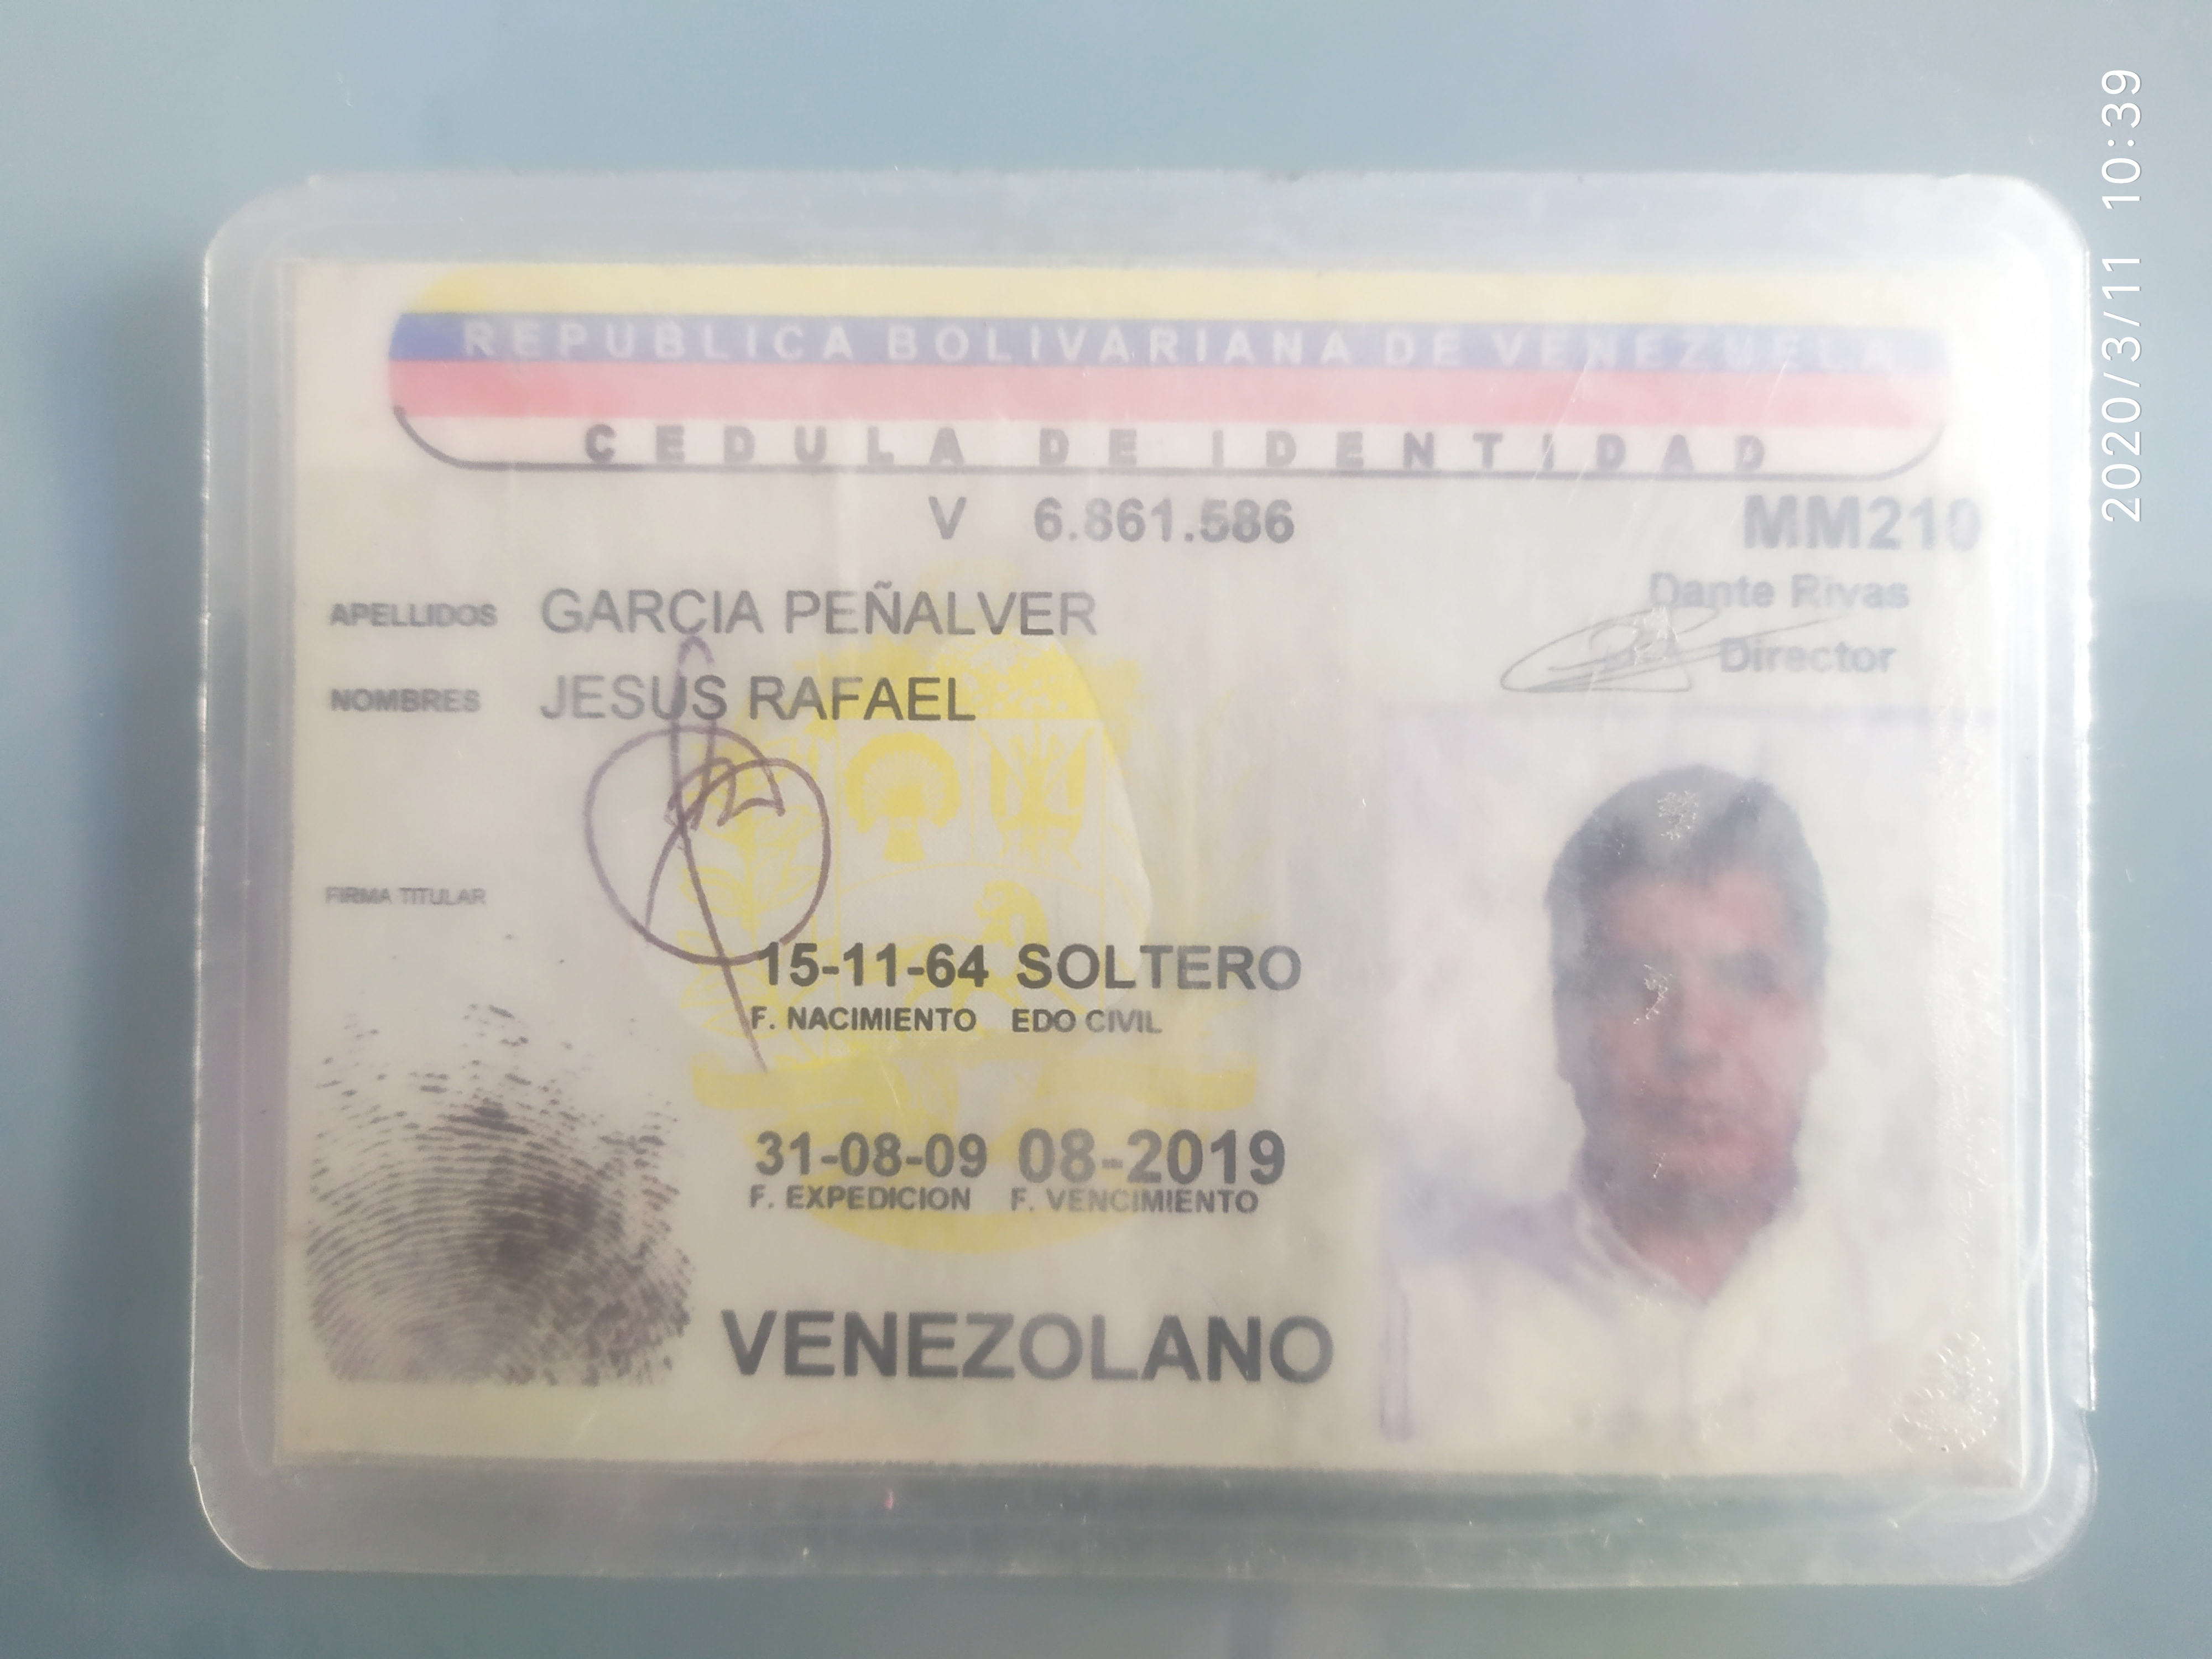 REPUBLICA BOLIVARIANA DE VENEZUELA
CEDULA DE IDENTIDAD
V 6.861.586 MM210
APELLIDOS GARCIA PEÑALVER
NOMBRES JESUS RAFAEL
Dante Rivas
Director
FIRMA TITULAR
15-11-64 SOLTERO
F. NACIMIENTO EDO CIVIL
31-08-09 08-2019
F. EXPEDICION F. VENCIMIENTO
VENEZOLANO
2020/3/11 10:39